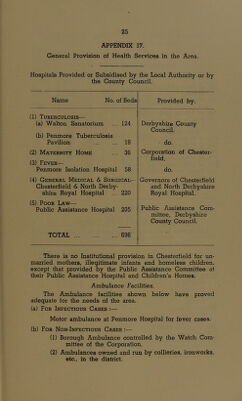 25
APPENDIX 17.
General Provision of Health Services in the Area.
Hospitals Provided or Subsidised by the Local Authority or by
the County Council.
Name No. of Beds Provided by.
(1) TUBERCULOSIS—
(a) Walton Sanatorium ... 124 Derbyshire County
Council.
(b) Penmore Tuberculosis
Pavilion ... 18 do.
(2) MATERNITY HOME ... 36 Corporation of Chester-
field.
(3) FEVER—
Penmore Isolation Hospital 58 do.
(4) GENERAL MEDICAL & SURGICAL— Governors of Chesterfield
Chesterfield & North Derby- and North Derbyshire
shire Royal Hospital ... 220 Royal Hospital.
(5) POOR LAW—
Public Assistance Hospital 235 Public Assistance Com-
mittee, Derbyshire
County Council.
TOTAL ... ... 696
There is no Institutional provision in Chesterfield for un-
married mothers, illegitimate infants and homeless children,
except that provided by the Public Assistance Committee at
their Public Assistance Hospital and Children's Homes.
Ambulance Facilities.
The Ambulance facilities shown below have proved
adequate for the needs of the area.
(a) FOR INFECTIOUS CASES :—
Motor ambulance at Penmore Hospital for fever cases.
(b) FOR NON-INFECTIOUS CASES :—
(1) Borough Ambulance controlled by the Watch Com-
mittee of the Corporation.
(2) Ambulances owned and run by collieries, ironworks,
etc., in the district.